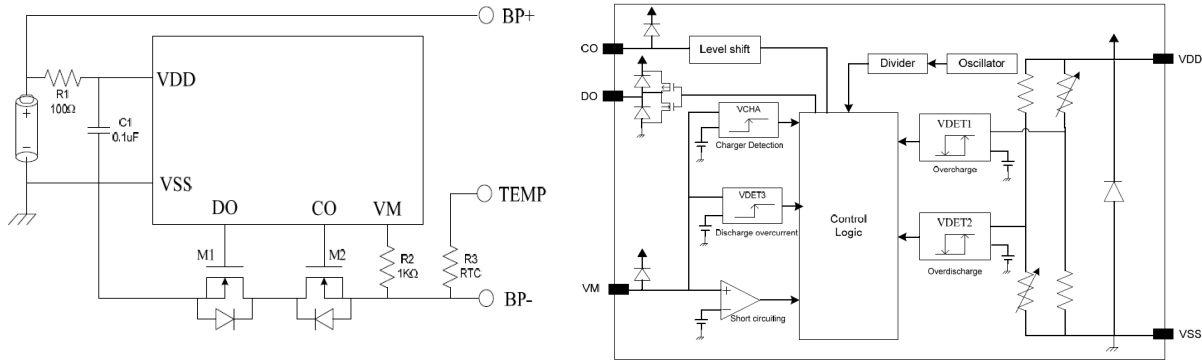 BP+
VDD
R1
100Ω
C1
0.1uF
+
−
VSS
DO
CO
VM
TEMP
M1
M2
R2
1KΩ
R3
RTC
BP-
CO
Level shift
Divider
Oscillator
VDD
DO
VCHA
Charger Detection
VDET1
Overcharge
VDET3
Discharge overcurrent
Control
Logic
VDET2
Overdischarge
VM
+
−
Short circuiting
VSS